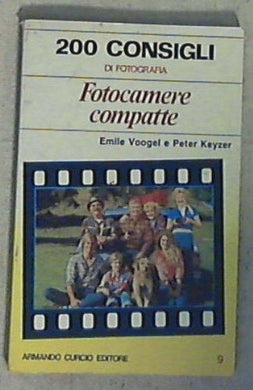 200 CONSIGLI
DI FOTOGRAFIA
Fotocamere
compatte
Emile Voogel e Peter Keyzer
ARMANDO CURCIO EDITORE 9